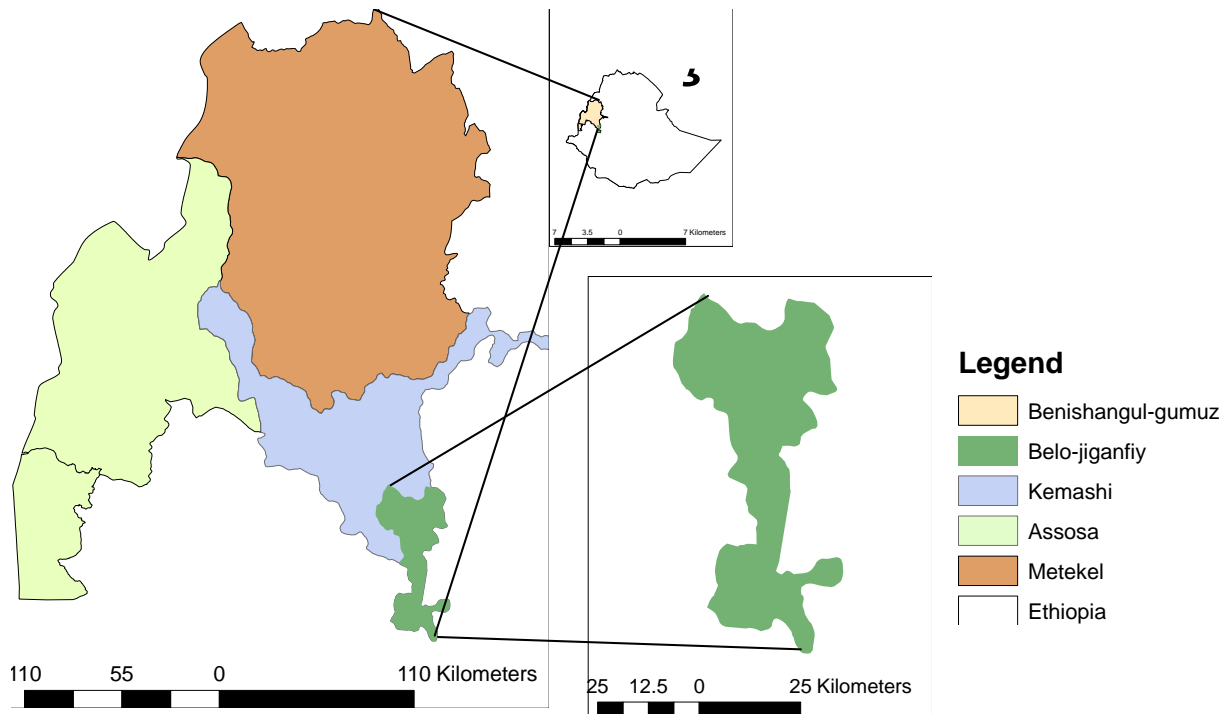 7 3.5 0 7 Kilometers
Legend
Benishangul-gumuz
Belo-jiganfiy
Kemashi
Assosa
Metekel
Ethiopia
110 55 0 110 Kilometers
25 12.5 0 25 Kilometers